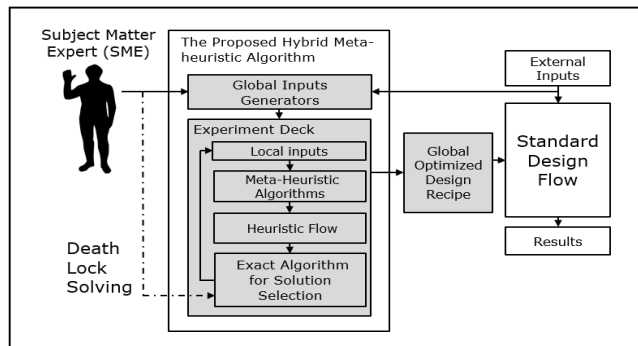 Subject Matter
Expert (SME)
The Proposed Hybrid Meta-
heuristic Algorithm
Global Inputs
Generators
Experiment Deck
Local inputs
Meta-Heuristic
Algorithms
Heuristic Flow
Exact Algorithm
for Solution
Selection
Death
Lock
Solving
Global
Optimized
Design
Recipe
External
Inputs
Standard
Design
Flow
Results